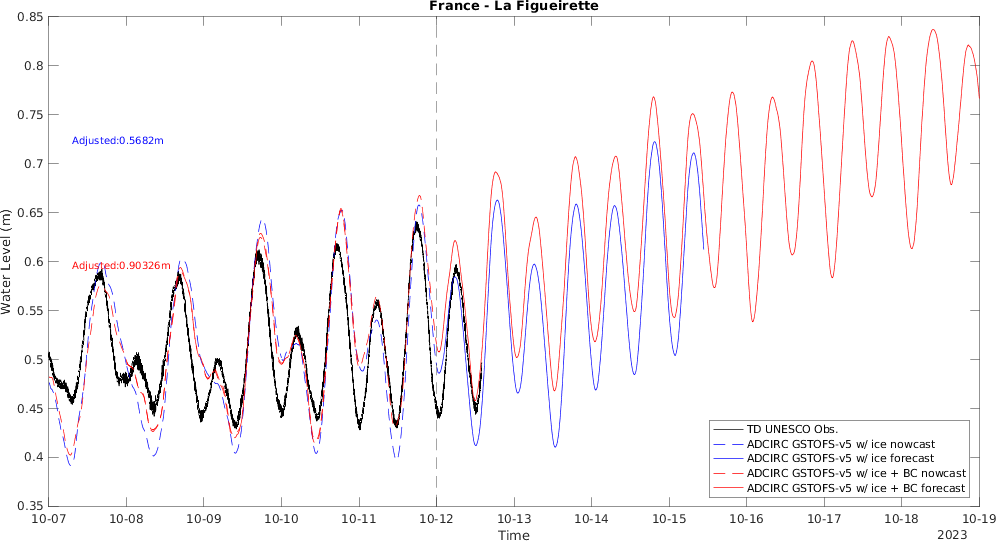 France - La Figueirette
0.85
0.8
0.75
0.7
0.65
0.6
0.55
0.5
0.45
0.4
0.35
Water Level (m)
Adjusted:0.5682m
Adjusted:0.90326m
TD UNESCO Obs.
ADCIRC GSTOFS-v5 w/ ice nowcast
ADCIRC GSTOFS-v5 w/ ice forecast
ADCIRC GSTOFS-v5 w/ ice + BC nowcast
ADCIRC GSTOFS-v5 w/ ice + BC forecast
10-07 10-08 10-09 10-10 10-11 10-12 10-13 10-14 10-15 10-16 10-17 10-18 10-19
Time
2023